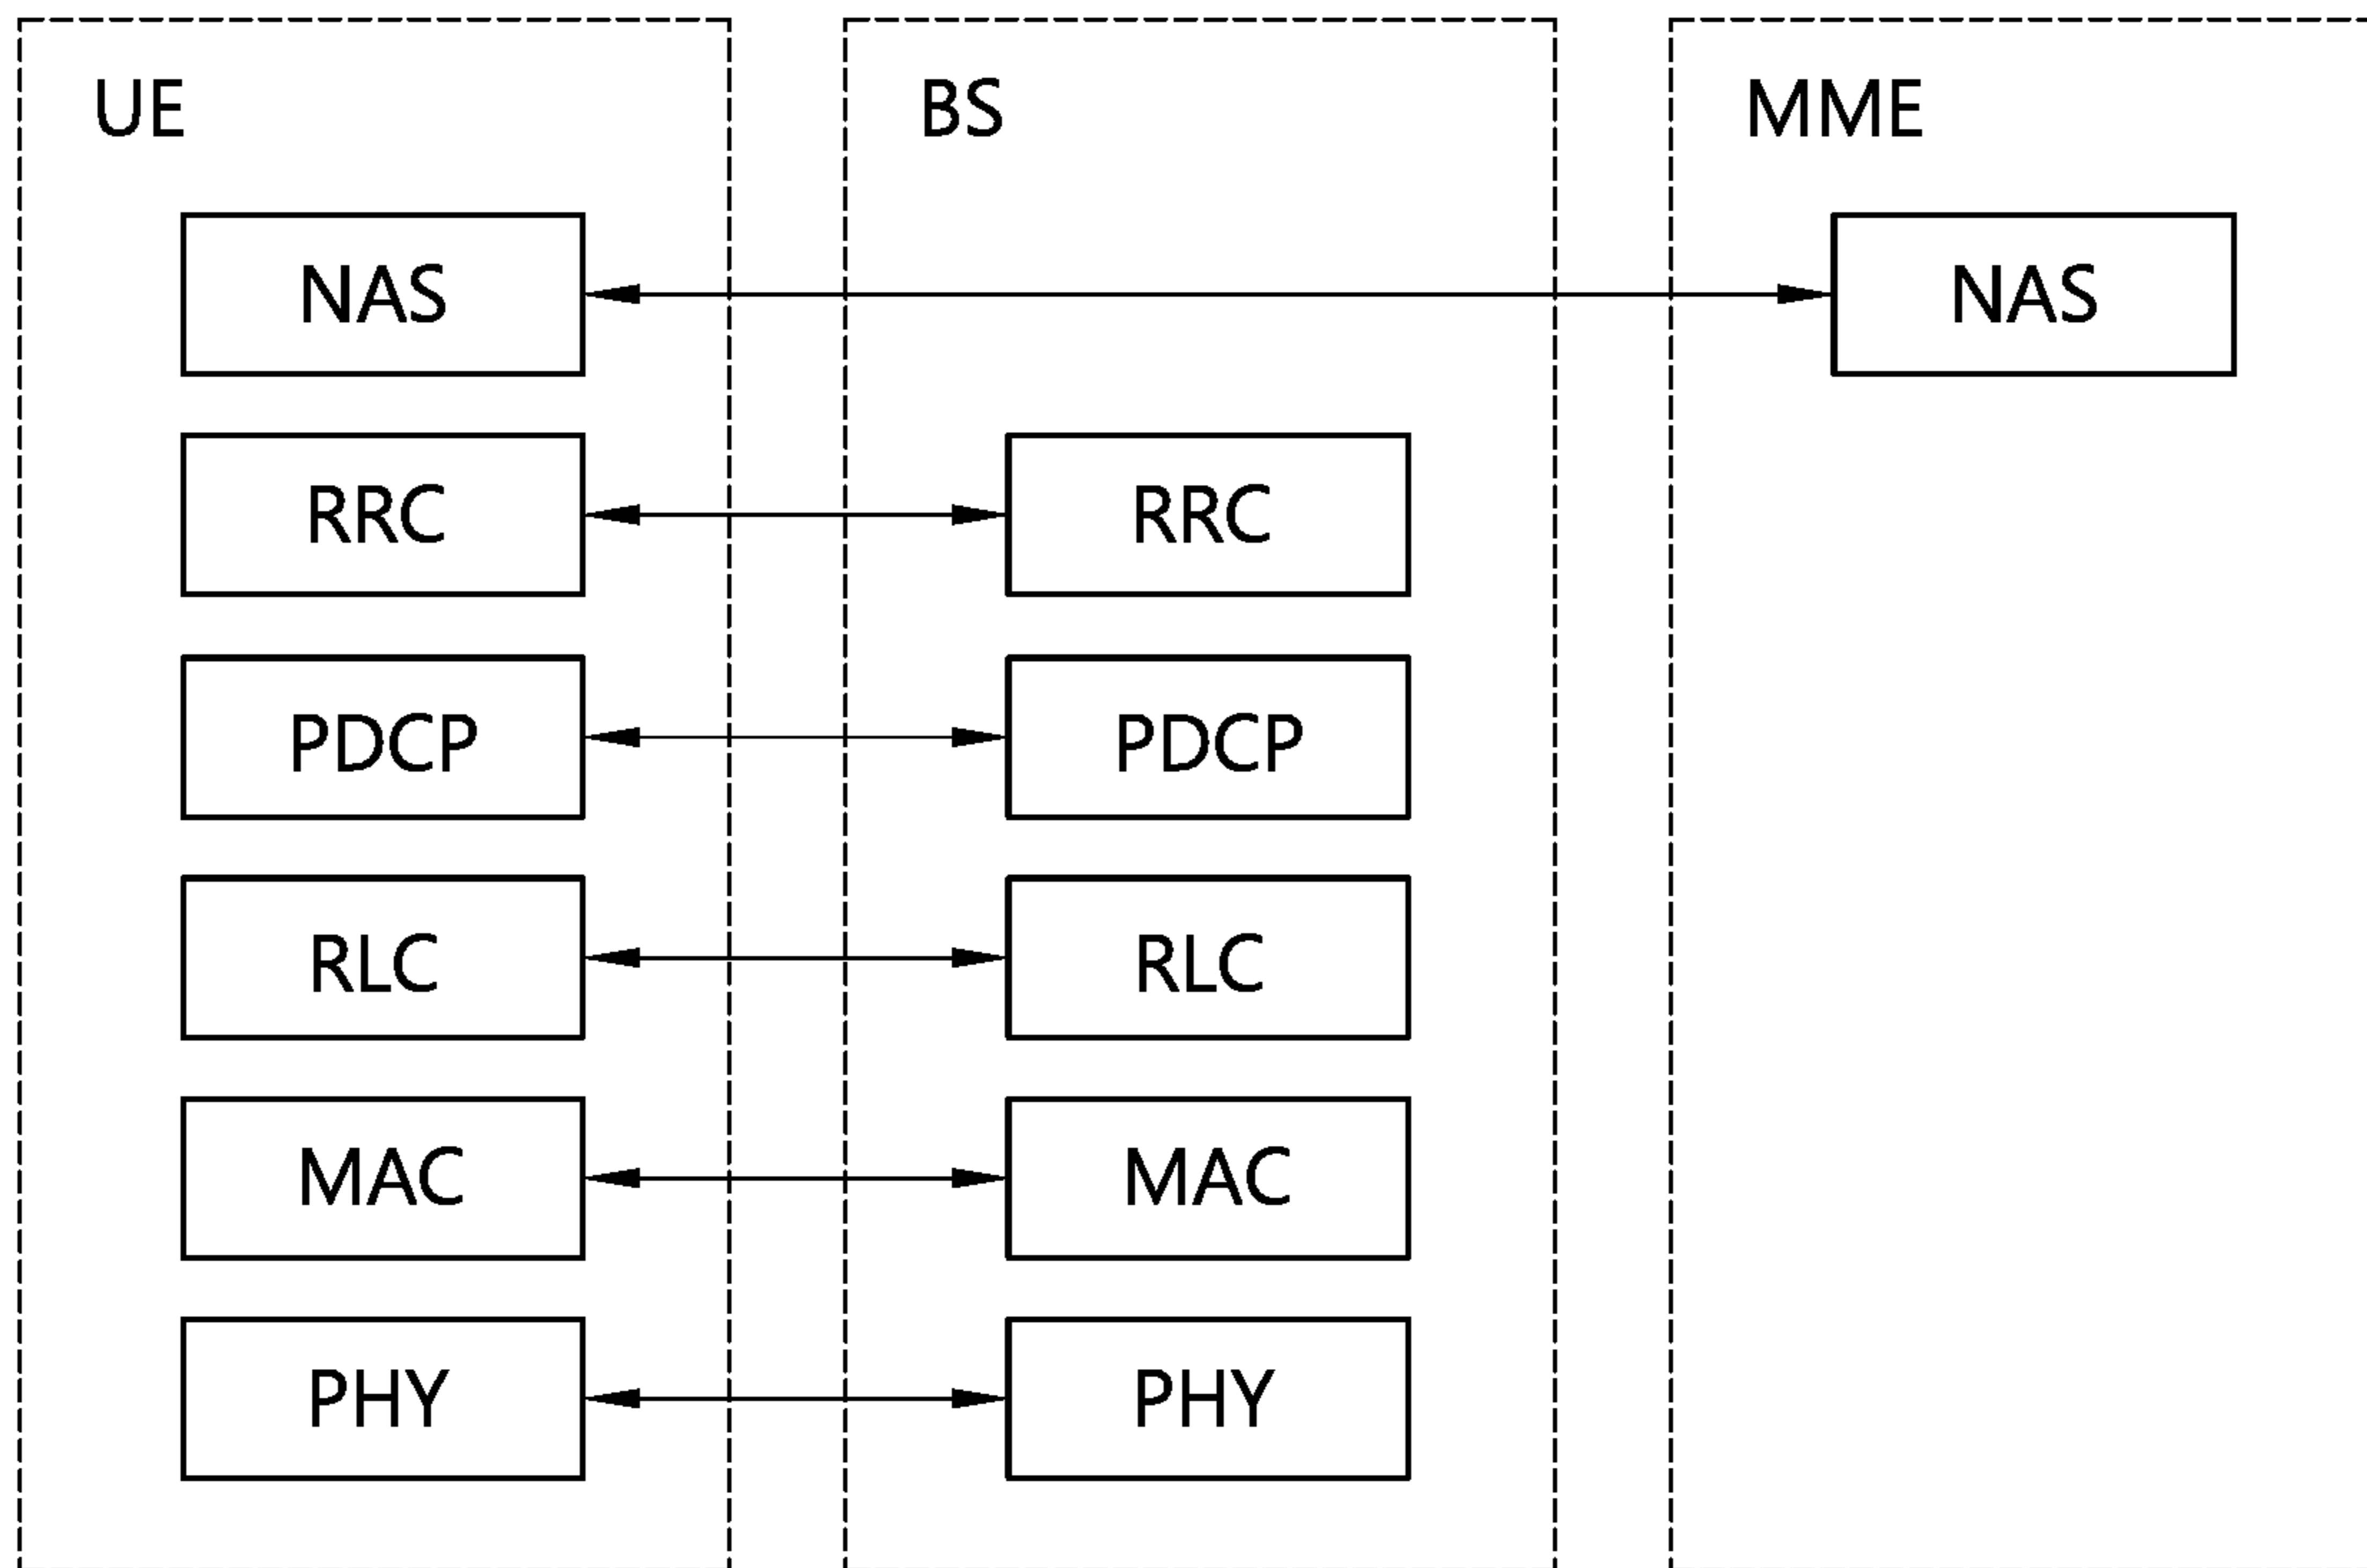 UE
BS
MME
NAS
NAS
RRC
RRC
PDCP
PDCP
RLC
RLC
MAC
MAC
PHY
PHY